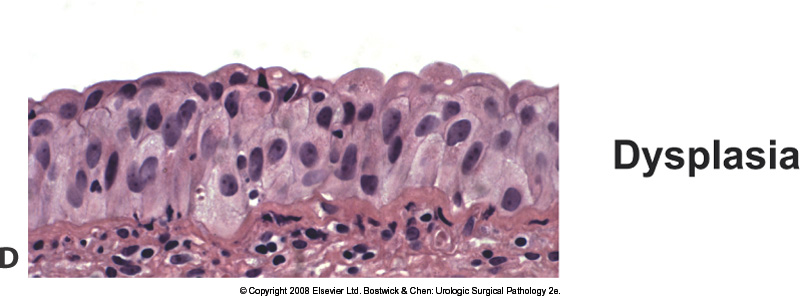 Dysplasia
D
© Copyright 2008 Elsevier Ltd. Bostwick & Chen: Urologic Surgical Pathology 2e.